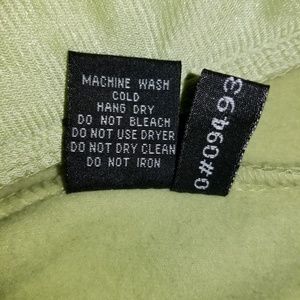 MACHINE WASH
COLD
HANG DRY
DO NOT BLEACH
DO NOT USE DRYER
DO NOT DRY CLEAN
DO NOT IRON
0#09493